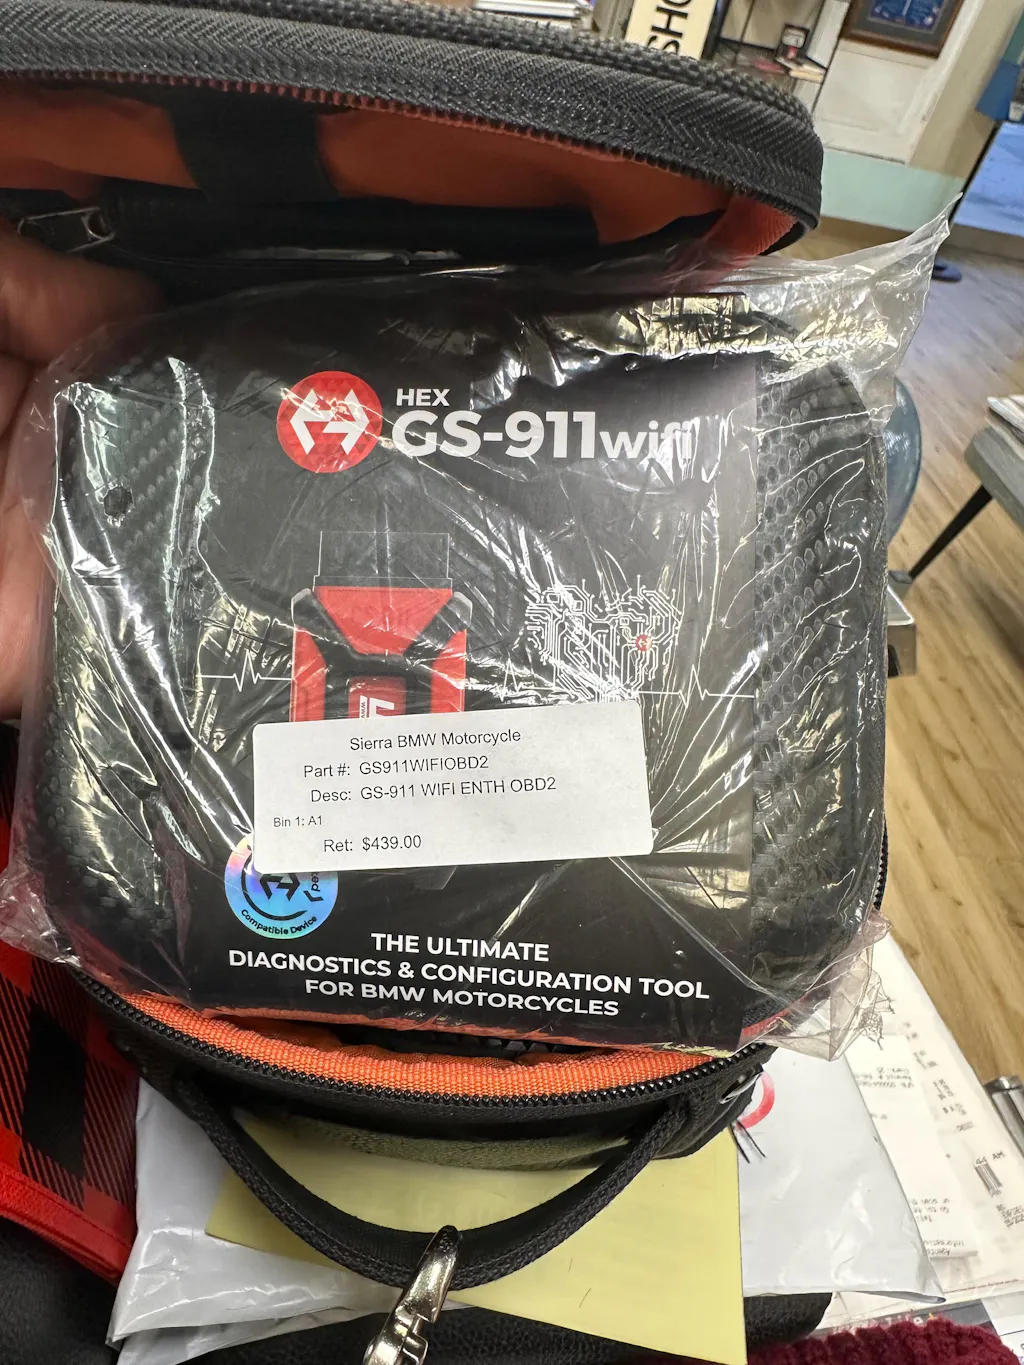 SHO
HEX
GS-911wifi
Sierra BMW Motorcycle
Part #: GS911WIFIOBD2
Desc: GS-911 WIFI ENTH OBD2
Bin 1: A1
Ret: $439.00
Compatible Device
THE ULTIMATE
DIAGNOSTICS & CONFIGURATION TOOL
FOR BMW MOTORCYCLES